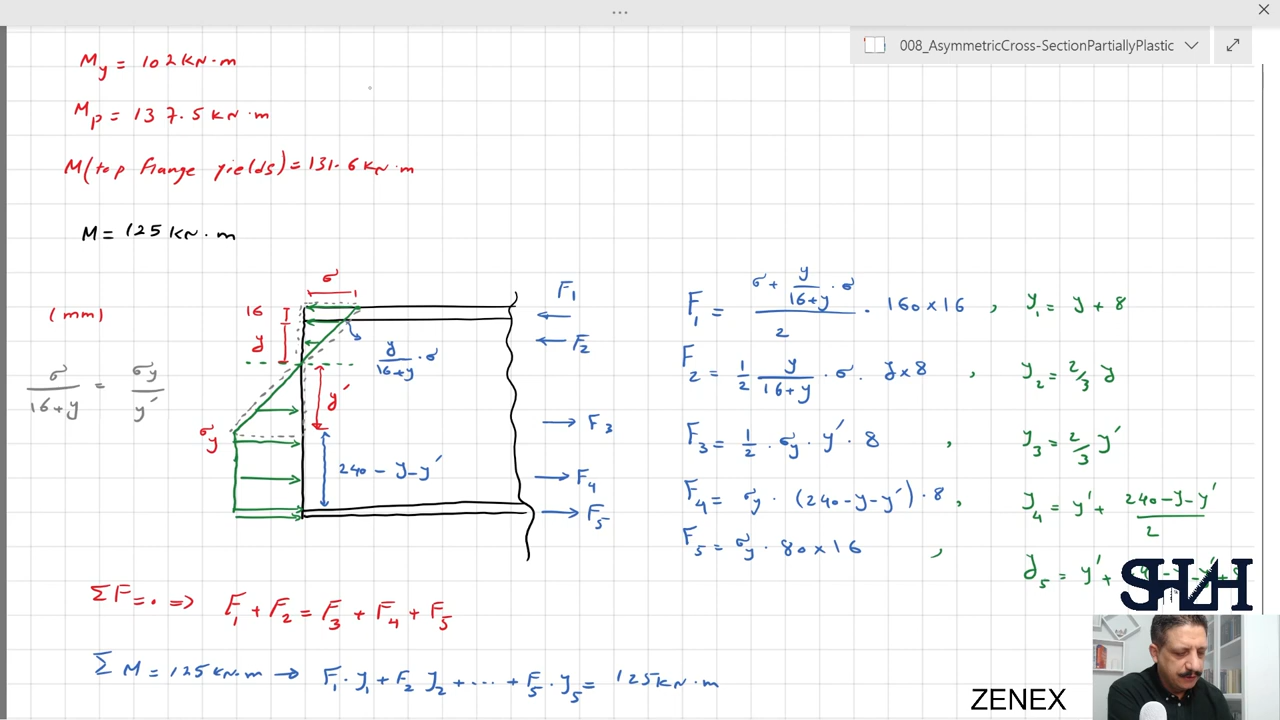 008_AsymmetricCross-SectionPartiallyPlastic
My = 102 kN·m
Mp = 137.5 kN·m
M(top flange yields) = 131.6 kN·m
M = 125 kN·m
(mm)
σ/(16+y) = σy/y′
σ
16
y
y/(16+y) · σ
y′
σy
240 - y - y′
F1
F2
F3
F4
F5
F1 = (σ + y/(16+y) · σ)/2 · 160 × 16 , y1 = y + 8
F2 = 1/2 · y/(16+y) · σ · y × 8 , y2 = 2/3 y
F3 = 1/2 · σy · y′ · 8 , y3 = 2/3 y′
F4 = σy · (240 - y - y′) · 8 , y4 = y′ + (240 - y - y′)/2
F5 = σy · 80 × 16 , y5 = y′ +
ΣF = 0 => F1 + F2 = F3 + F4 + F5
ΣM = 125 kN·m → F1 · y1 + F2 y2 + ... + F5 · y5 = 125 kN·m
SHLH
ZENEX